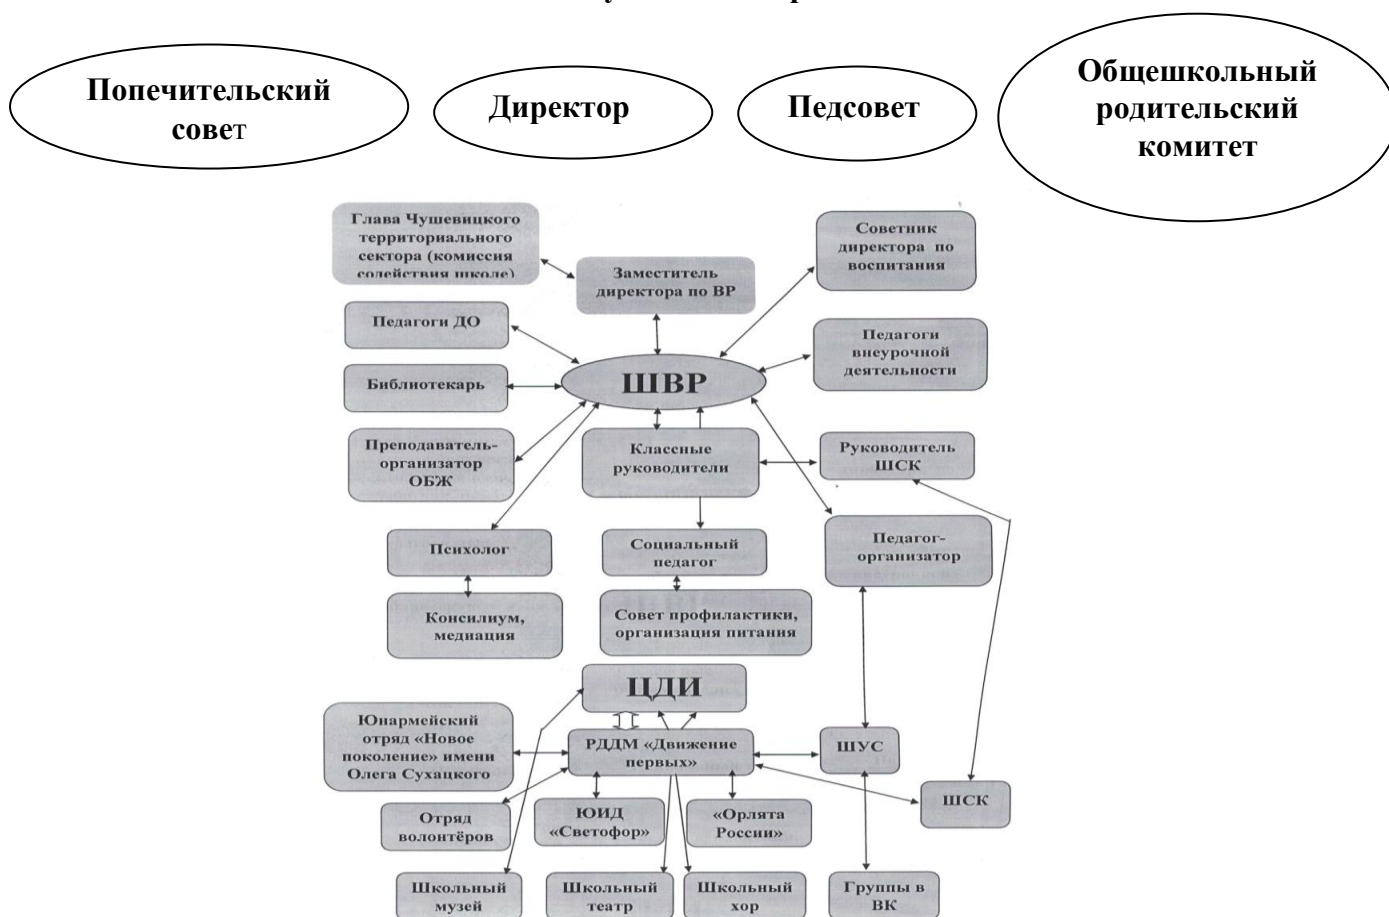 Попечительский
совет
Директор
Педсовет
Общешкольный
родительский
комитет
Глава Чушевицкого
территориального
сектора (комиссия
содействия школе)
Заместитель
директора по ВР
Советник
директора по
воспитания
Педагоги ДО
Педагоги
внеурочной
деятельности
ШВР
Библиотекарь
Преподаватель-
организатор
ОБЖ
Классные
руководители
Руководитель
ШСК
Психолог
Социальный
педагог
Педагог-
организатор
Консилиум,
медиация
Совет профилактики,
организация питания
ЦДИ
Юнармейский
отряд «Новое
поколение» имени
Олега Сухацкого
РДДМ «Движение
первых»
ШУС
ШСК
Отряд
волонтёров
ЮИД
«Светофор»
«Орлята
России»
Школьный
музей
Школьный
театр
Школьный
хор
Группы в
ВК